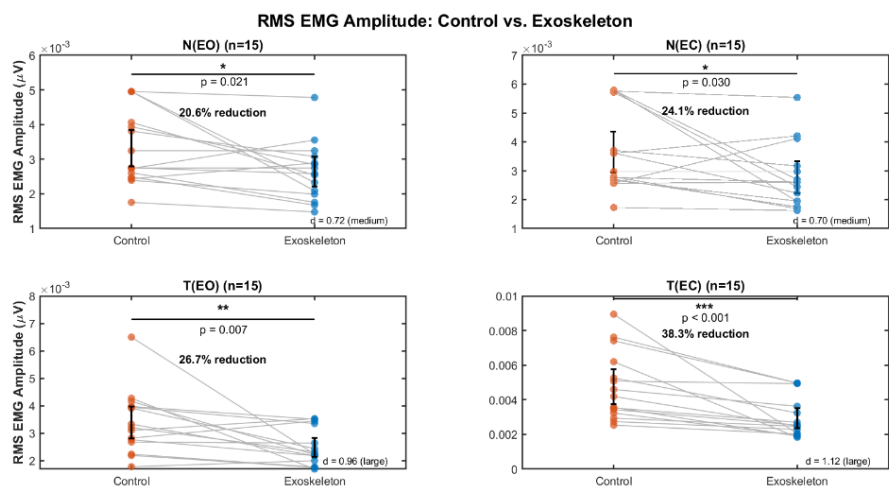 RMS EMG Amplitude: Control vs. Exoskeleton
N(EO) (n=15)
×10⁻³
RMS EMG Amplitude (μV)
6
5
4
3
2
1
*
p = 0.021
20.6% reduction
d = 0.72 (medium)
Control
Exoskeleton
N(EC) (n=15)
×10⁻³
7
6
5
4
3
2
1
*
p = 0.030
24.1% reduction
d = 0.70 (medium)
Control
Exoskeleton
T(EO) (n=15)
×10⁻³
RMS EMG Amplitude (μV)
8
7
6
5
4
3
2
**
p = 0.007
26.7% reduction
d = 0.96 (large)
Control
Exoskeleton
T(EC) (n=15)
0.01
0.008
0.006
0.004
0.002
0
***
p < 0.001
38.3% reduction
d = 1.12 (large)
Control
Exoskeleton